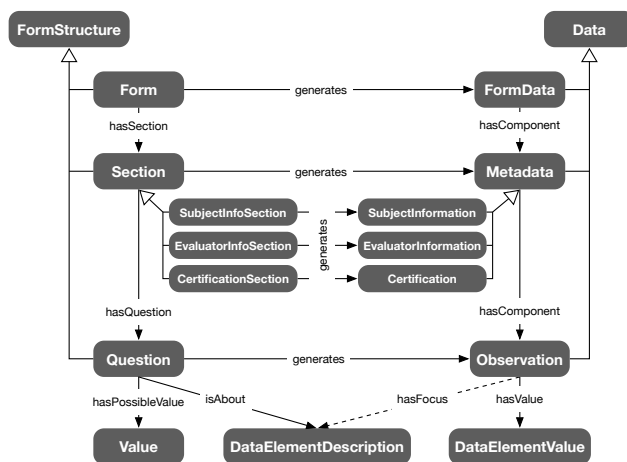 FormStructure
Data
Form
generates
FormData
hasSection
hasComponent
Section
generates
Metadata
SubjectInfoSection
SubjectInformation
EvaluatorInfoSection
generates
EvaluatorInformation
CertificationSection
Certification
hasQuestion
hasComponent
Question
generates
Observation
hasPossibleValue
isAbout
hasFocus
hasValue
Value
DataElementDescription
DataElementValue